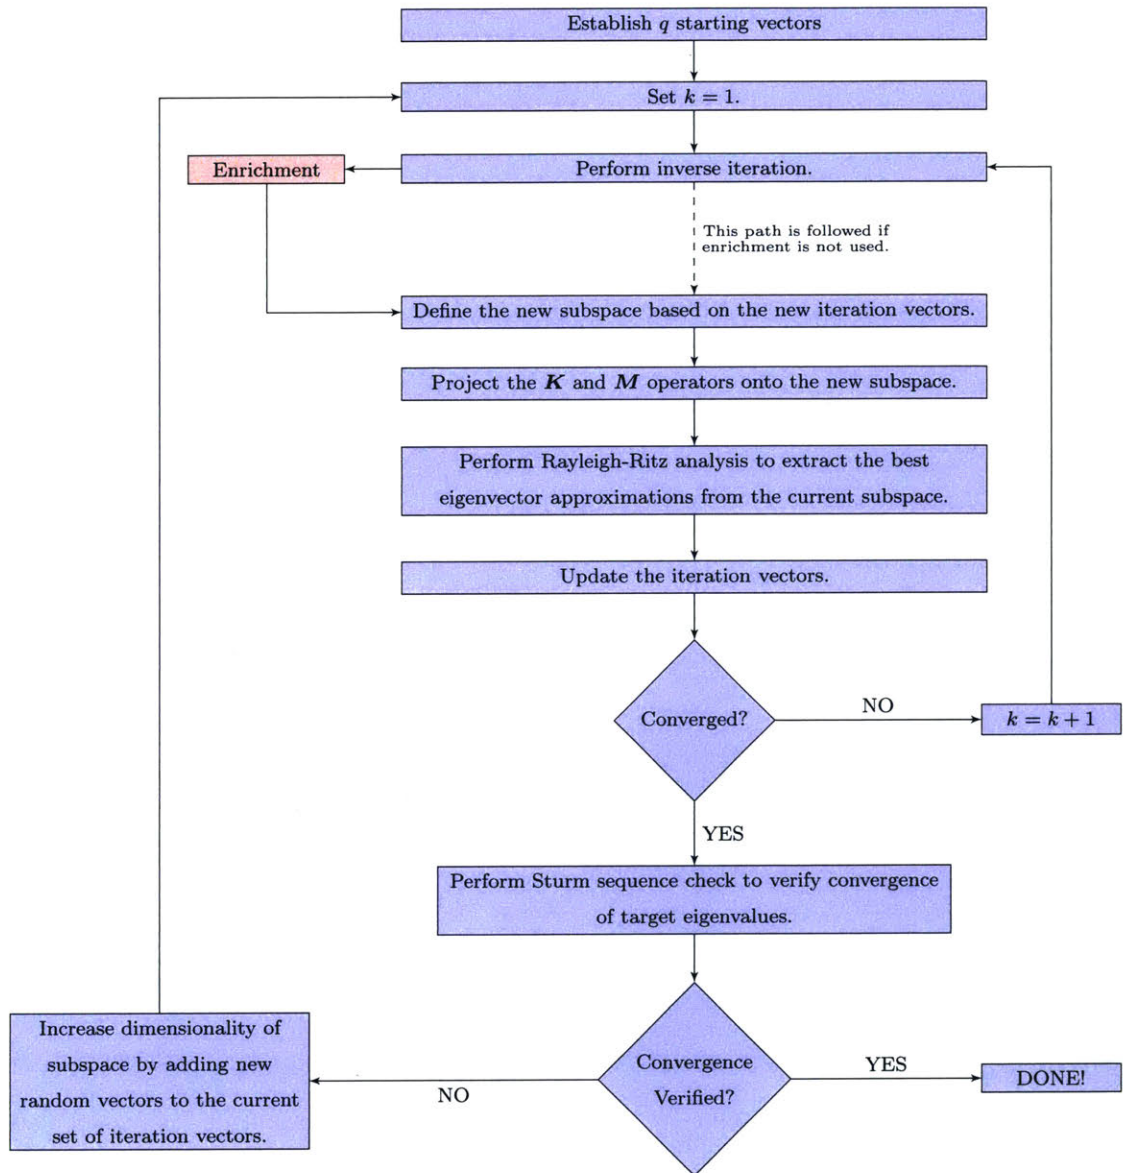 Establish q starting vectors
Set k = 1.
Enrichment
Perform inverse iteration.
This path is followed if
enrichment is not used.
Define the new subspace based on the new iteration vectors.
Project the K and M operators onto the new subspace.
Perform Rayleigh-Ritz analysis to extract the best
eigenvector approximations from the current subspace.
Update the iteration vectors.
Converged?
NO
k = k + 1
YES
Perform Sturm sequence check to verify convergence
of target eigenvalues.
Increase dimensionality of
subspace by adding new
random vectors to the current
set of iteration vectors.
NO
Convergence
Verified?
YES
DONE!